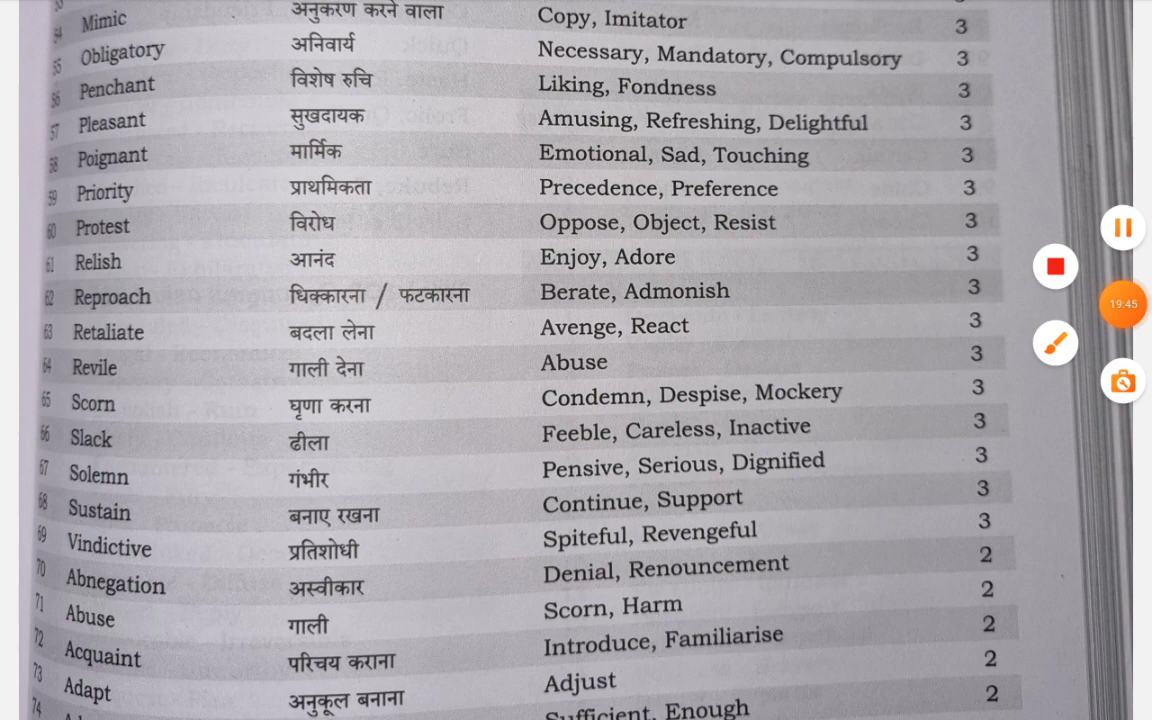 54 Mimic अनुकरण करने वाला Copy, Imitator 3
55 Obligatory अनिवार्य Necessary, Mandatory, Compulsory 3
56 Penchant विशेष रुचि Liking, Fondness 3
57 Pleasant सुखदायक Amusing, Refreshing, Delightful 3
58 Poignant मार्मिक Emotional, Sad, Touching 3
59 Priority प्राथमिकता Precedence, Preference 3
60 Protest विरोध Oppose, Object, Resist 3
61 Relish आनंद Enjoy, Adore 3
62 Reproach धिक्कारना / फटकारना Berate, Admonish 3
63 Retaliate बदला लेना Avenge, React 3
64 Revile गाली देना Abuse 3
65 Scorn घृणा करना Condemn, Despise, Mockery 3
66 Slack ढीला Feeble, Careless, Inactive 3
67 Solemn गंभीर Pensive, Serious, Dignified 3
68 Sustain बनाए रखना Continue, Support 3
69 Vindictive प्रतिशोधी Spiteful, Revengeful 3
70 Abnegation अस्वीकार Denial, Renouncement 2
71 Abuse गाली Scorn, Harm 2
72 Acquaint परिचय कराना Introduce, Familiarise 2
73 Adapt अनुकूल बनाना Adjust 2
74 Sufficient, Enough 2
19:45